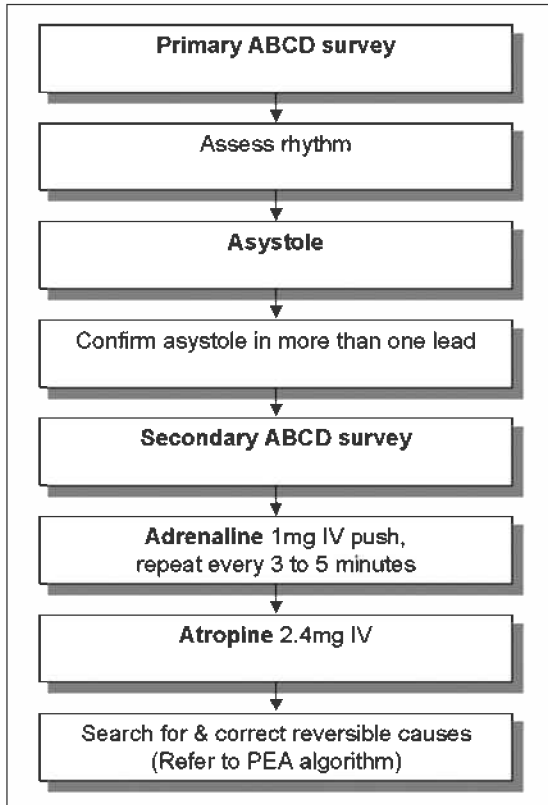 Primary ABCD survey
Assess rhythm
Asystole
Confirm asystole in more than one lead
Secondary ABCD survey
Adrenaline 1mg IV push,
repeat every 3 to 5 minutes
Atropine 2.4mg IV
Search for & correct reversible causes
(Refer to PEA algorithm)